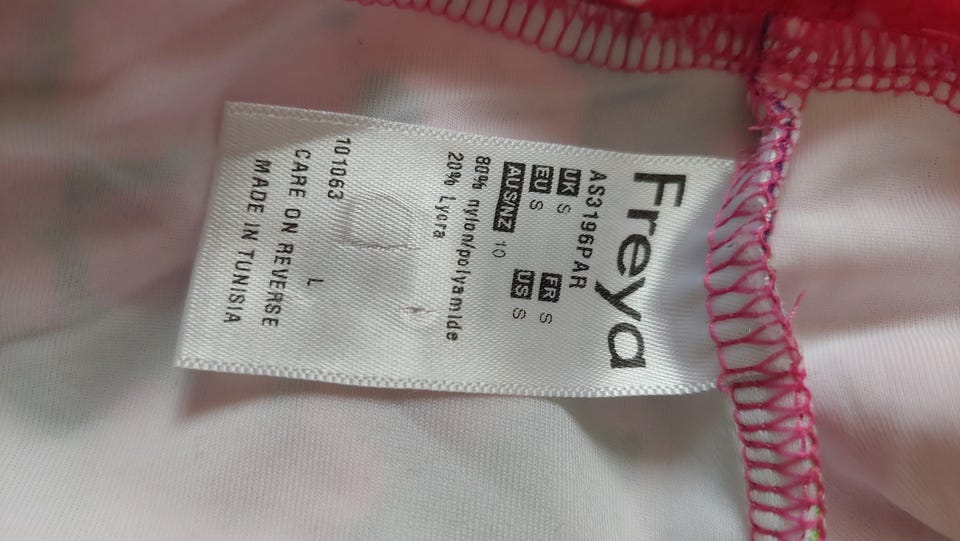 Freya
AS3196PAR
UK S FR S
EU S US S
AUS/NZ 10
80% nylon/polyamide
20% Lycra
101063 L
CARE ON REVERSE
MADE IN TUNISIA